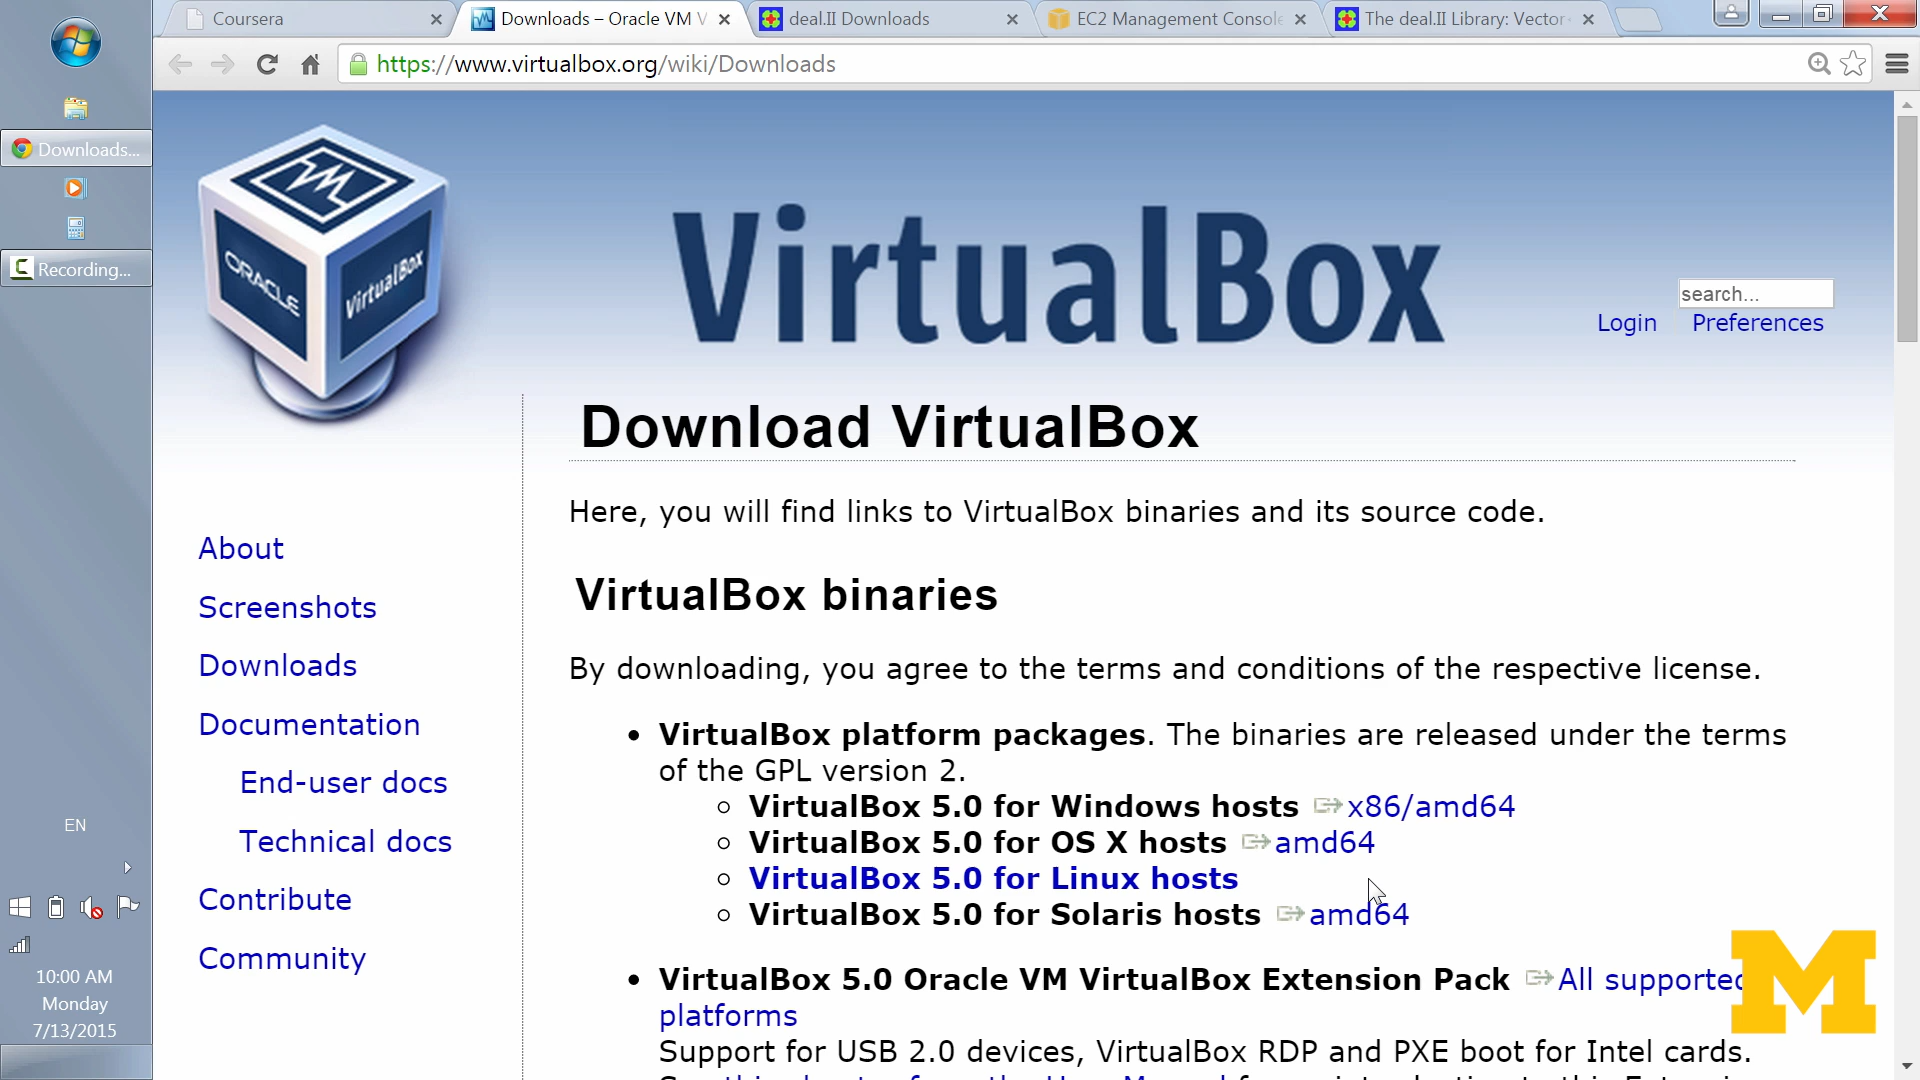 Coursera
Downloads – Oracle VM V
deal.II Downloads
EC2 Management Console
The deal.II Library: Vector
https://www.virtualbox.org/wiki/Downloads
Downloads...
Recording...
ORACLE
VirtualBox
VirtualBox
search...
Login Preferences
Download VirtualBox
Here, you will find links to VirtualBox binaries and its source code.
About
Screenshots
Downloads
Documentation
End-user docs
Technical docs
Contribute
Community
VirtualBox binaries
By downloading, you agree to the terms and conditions of the respective license.
VirtualBox platform packages. The binaries are released under the terms
of the GPL version 2.
VirtualBox 5.0 for Windows hosts x86/amd64
VirtualBox 5.0 for OS X hosts amd64
VirtualBox 5.0 for Linux hosts
VirtualBox 5.0 for Solaris hosts amd64
VirtualBox 5.0 Oracle VM VirtualBox Extension Pack All supported
platforms
Support for USB 2.0 devices, VirtualBox RDP and PXE boot for Intel cards.
EN
10:00 AM
Monday
7/13/2015
M